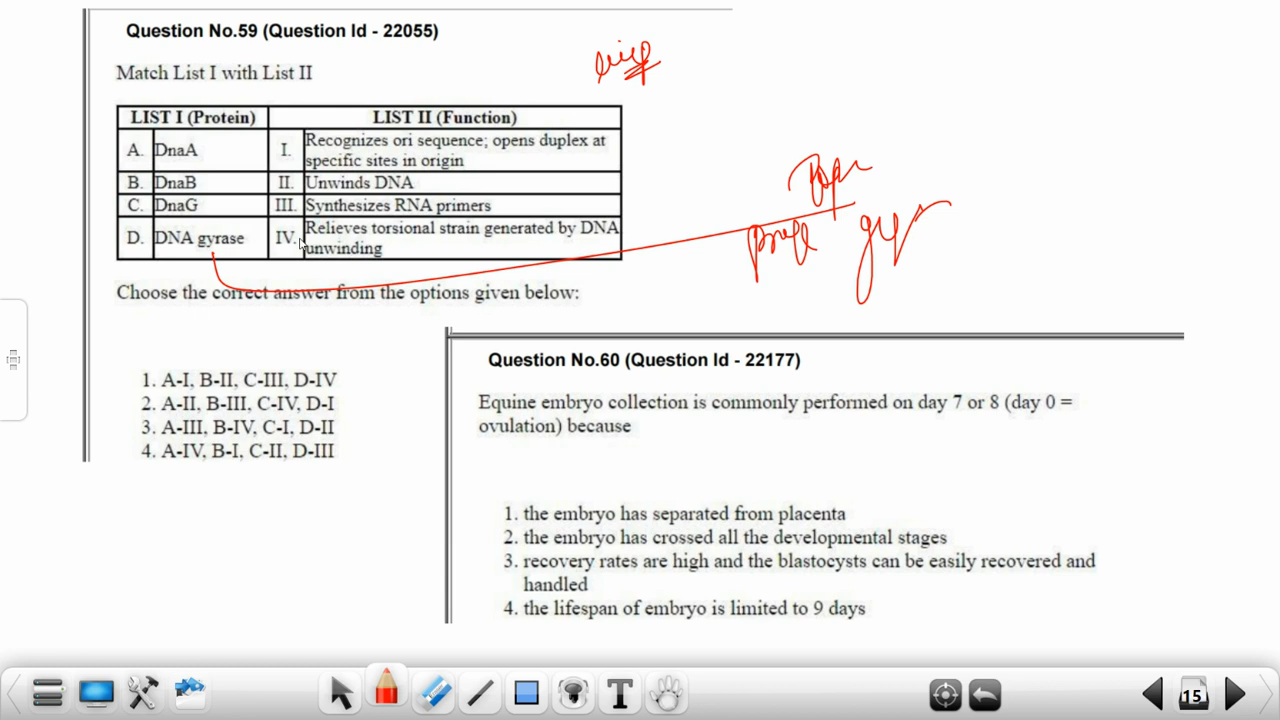 Question No.59 (Question Id - 22055)
Match List I with List II
LIST I (Protein) LIST II (Function)
A. DnaA I. Recognizes ori sequence; opens duplex at
specific sites in origin
B. DnaB II. Unwinds DNA
C. DnaG III. Synthesizes RNA primers
D. DNA gyrase IV. Relieves torsional strain generated by DNA
unwinding
Choose the correct answer from the options given below:
1. A-I, B-II, C-III, D-IV
2. A-II, B-III, C-IV, D-I
3. A-III, B-IV, C-I, D-II
4. A-IV, B-I, C-II, D-III
Question No.60 (Question Id - 22177)
Equine embryo collection is commonly performed on day 7 or 8 (day 0 =
ovulation) because
1. the embryo has separated from placenta
2. the embryo has crossed all the developmental stages
3. recovery rates are high and the blastocysts can be easily recovered and
handled
4. the lifespan of embryo is limited to 9 days
15